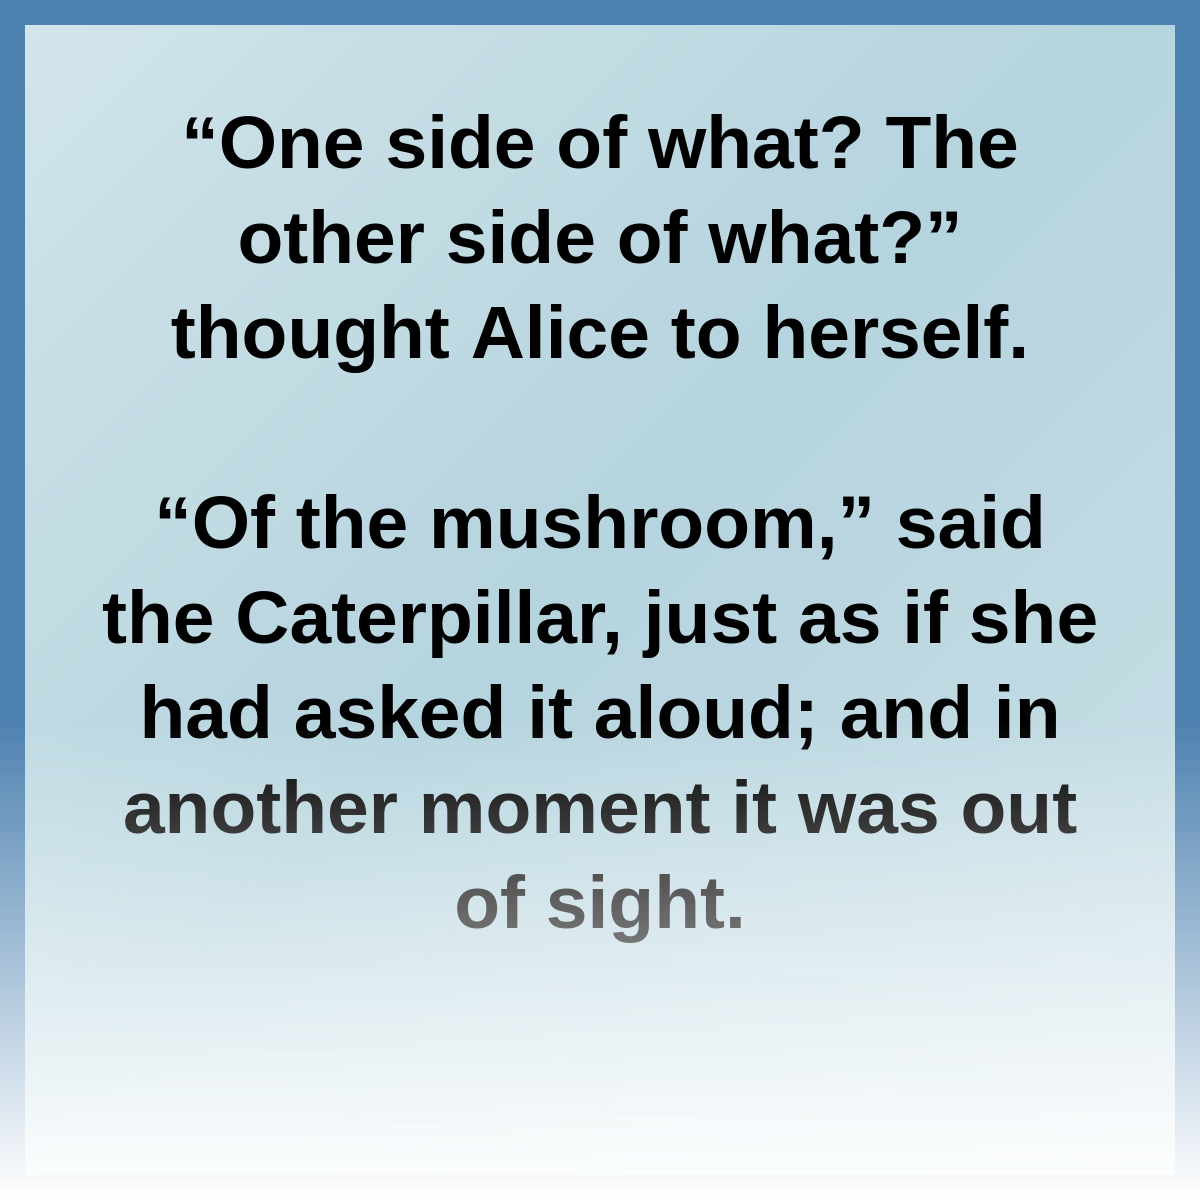 “One side of what? The
other side of what?”
thought Alice to herself.
“Of the mushroom,” said
the Caterpillar, just as if she
had asked it aloud; and in
another moment it was out
of sight.